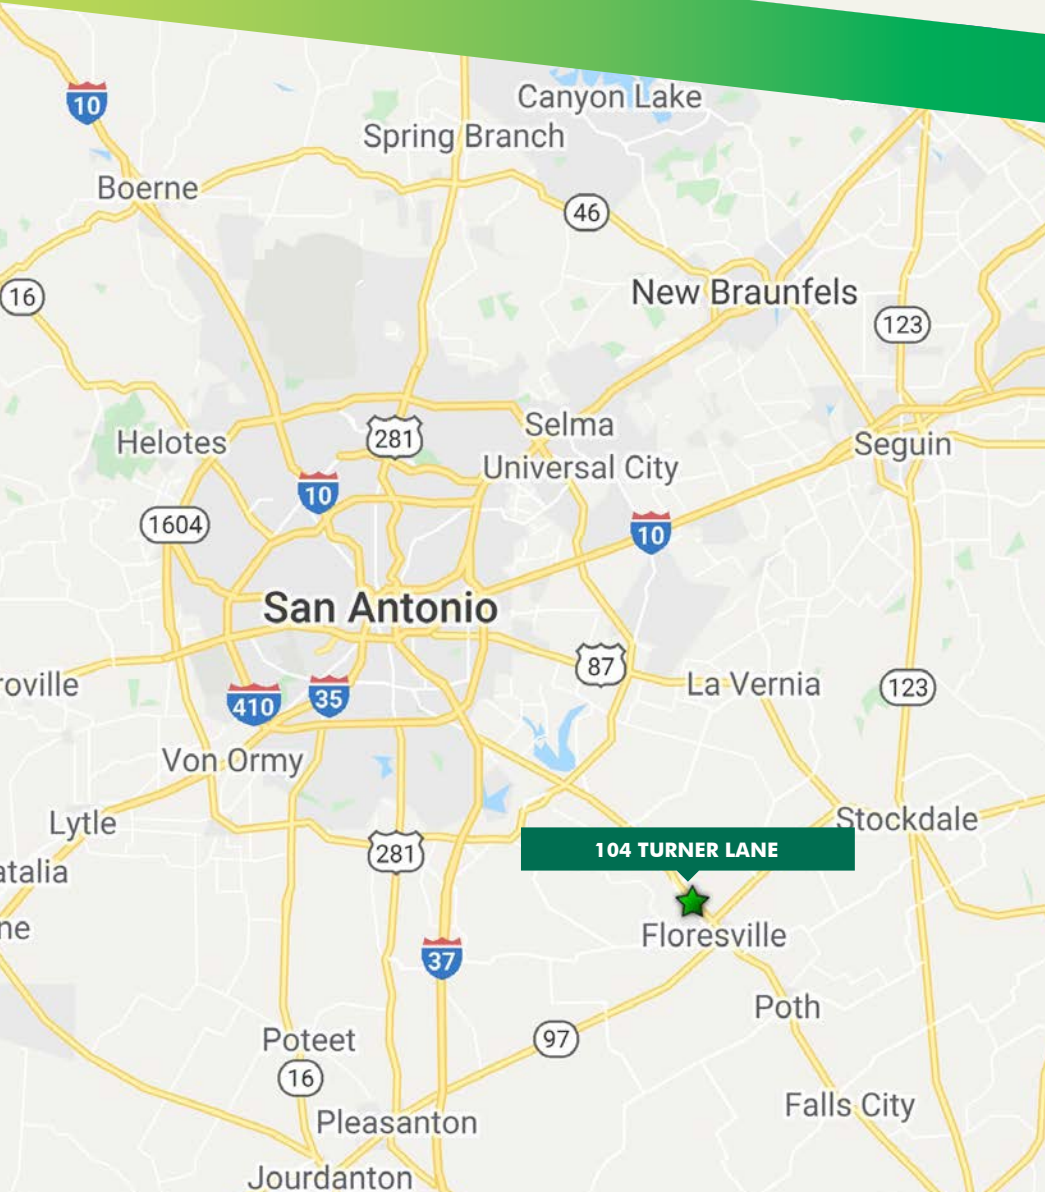 Canyon Lake
10
Spring Branch
Boerne
46
16
New Braunfels
123
Selma
281
Helotes
Seguin
Universal City
10
1604
10
San Antonio
87
roville
La Vernia
123
410
35
Von Ormy
Lytle
Stockdale
104 TURNER LANE
281
atalia
ne
Floresville
37
Poth
97
Poteet
16
Falls City
Pleasanton
Jourdanton